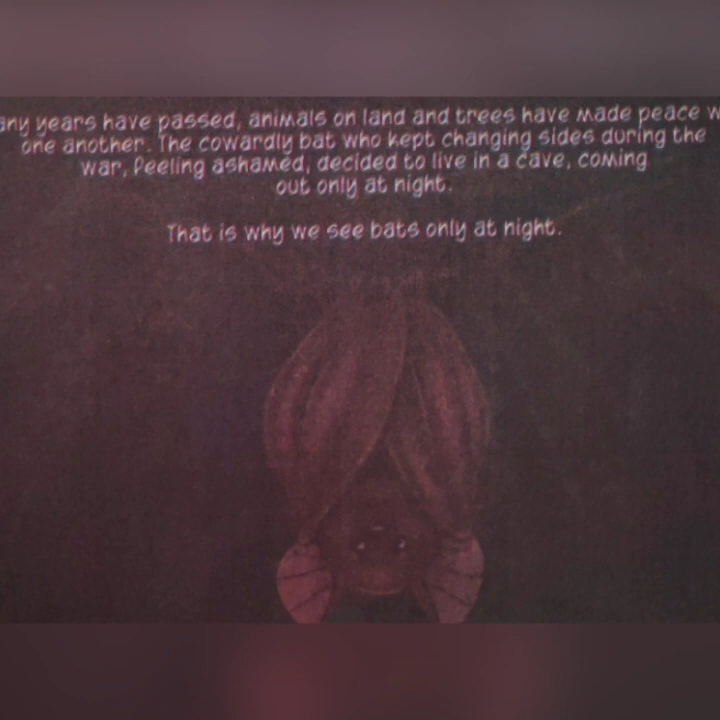 any years have passed, animals on land and trees have made peace w
one another. The cowardly bat who kept changing sides during the
war, feeling ashamed, decided to live in a cave, coming
out only at night.
That is why we see bats only at night.